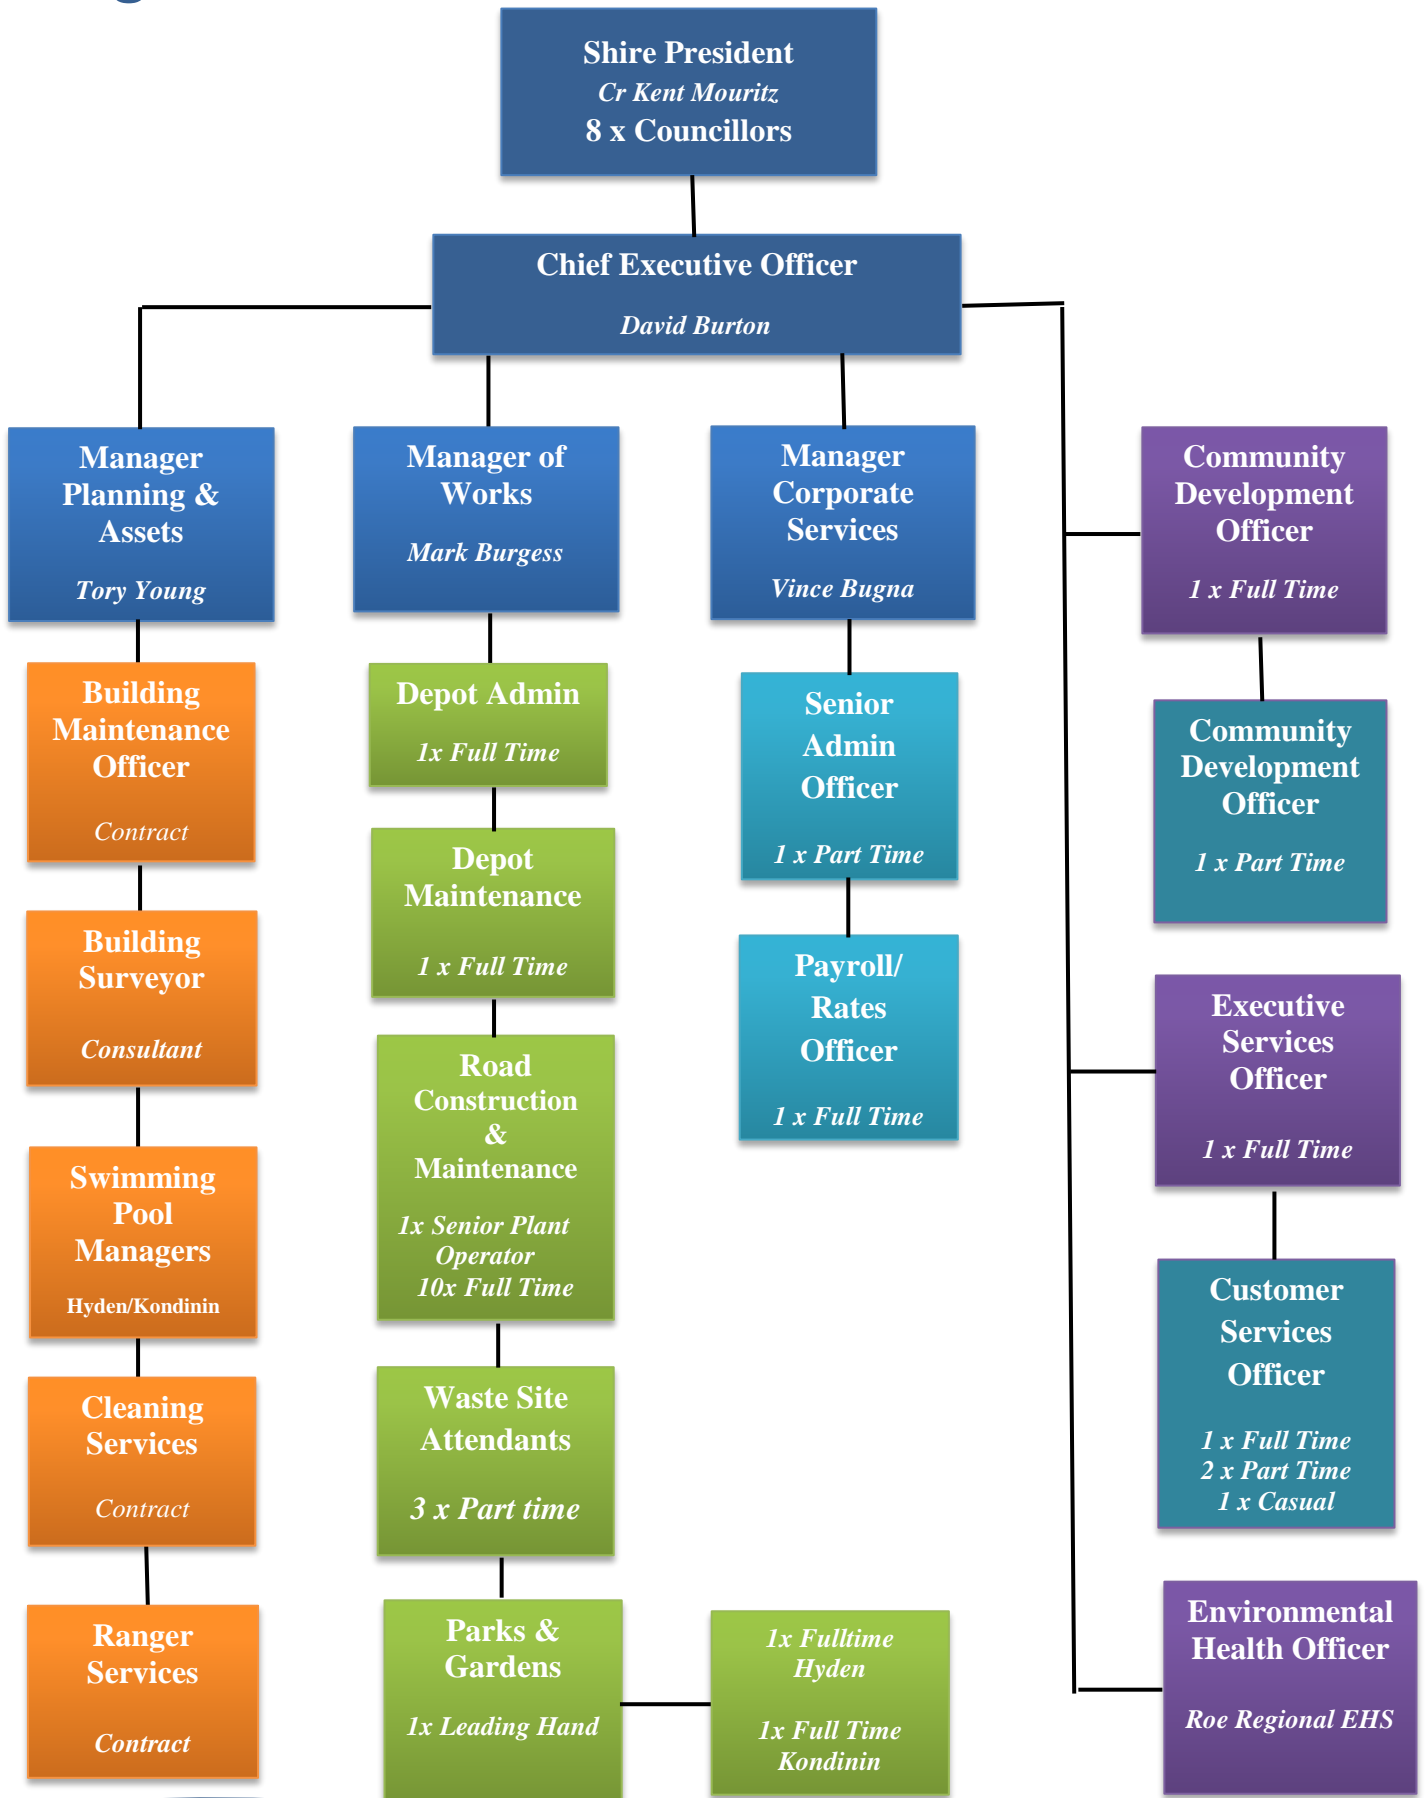 Shire President
Cr Kent Mouritz
8 x Councillors
Chief Executive Officer
David Burton
Manager
Planning &
Assets
Tory Young
Manager of
Works
Mark Burgess
Manager
Corporate
Services
Vince Bugna
Community
Development
Officer
1 x Full Time
Building
Maintenance
Officer
Contract
Building
Surveyor
Consultant
Swimming
Pool
Managers
Hyden/Kondinin
Cleaning
Services
Contract
Ranger
Services
Contract
Depot Admin
1x Full Time
Depot
Maintenance
1 x Full Time
Road
Construction
&
Maintenance
1x Senior Plant
Operator
10x Full Time
Waste Site
Attendants
3 x Part time
Parks &
Gardens
1x Leading Hand
1x Fulltime
Hyden
1x Full Time
Kondinin
Senior
Admin
Officer
1 x Part Time
Payroll/
Rates
Officer
1 x Full Time
Community
Development
Officer
1 x Part Time
Executive
Services
Officer
1 x Full Time
Customer
Services
Officer
1 x Full Time
2 x Part Time
1 x Casual
Environmental
Health Officer
Roe Regional EHS